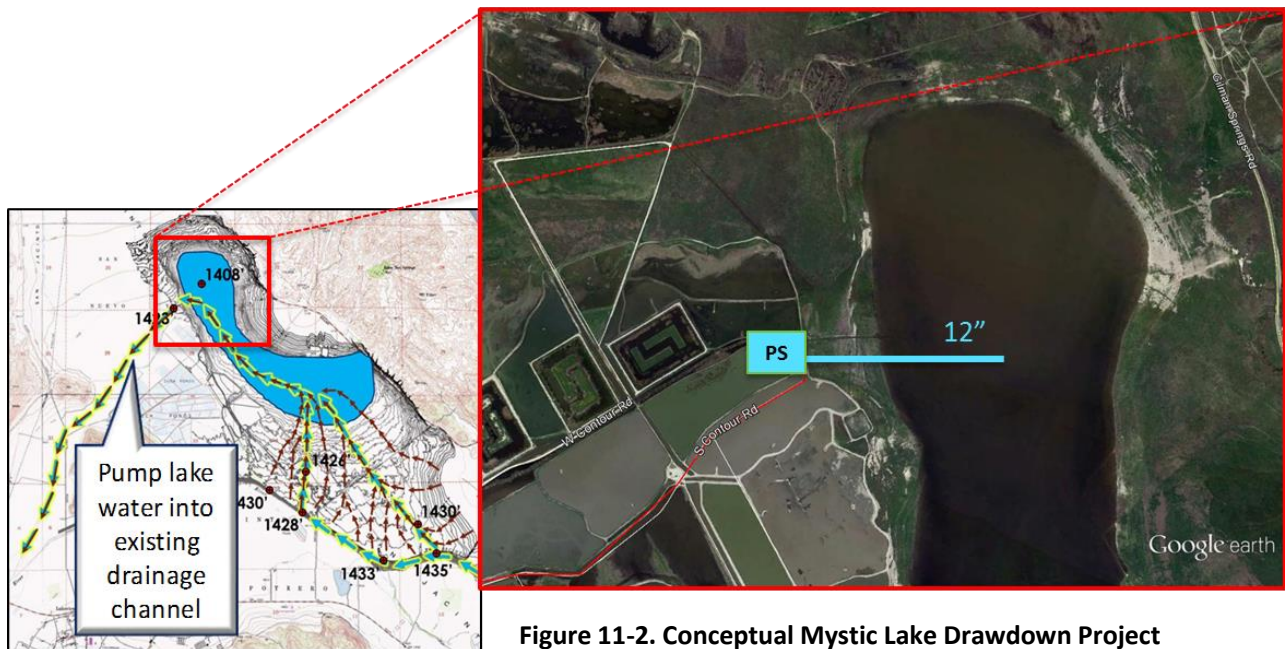 Gilman Springs Rd
12”
PS
W Contour Rd
S Contour Rd
Google earth
1408'
1423'
1426'
1430'
1428'
1430'
1433'
1435'
Pump lake
water into
existing
drainage
channel
POTRERO
Figure 11-2. Conceptual Mystic Lake Drawdown Project